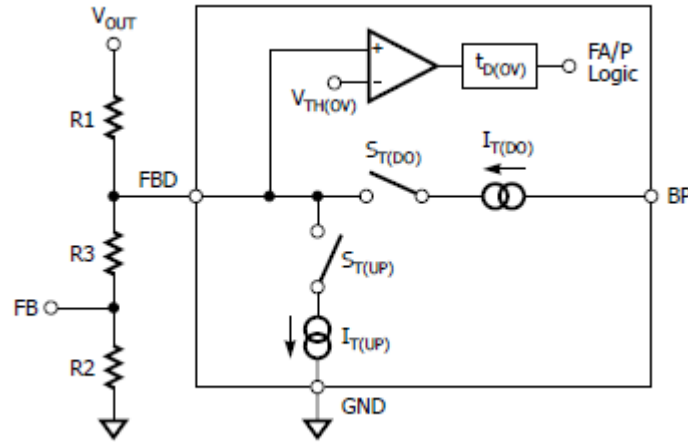 VOUT
R1
FBD
R3
FB
R2
+
−
VTH(OV)
tD(OV)
FA/P
Logic
ST(DO)
IT(DO)
BP
ST(UP)
IT(UP)
GND